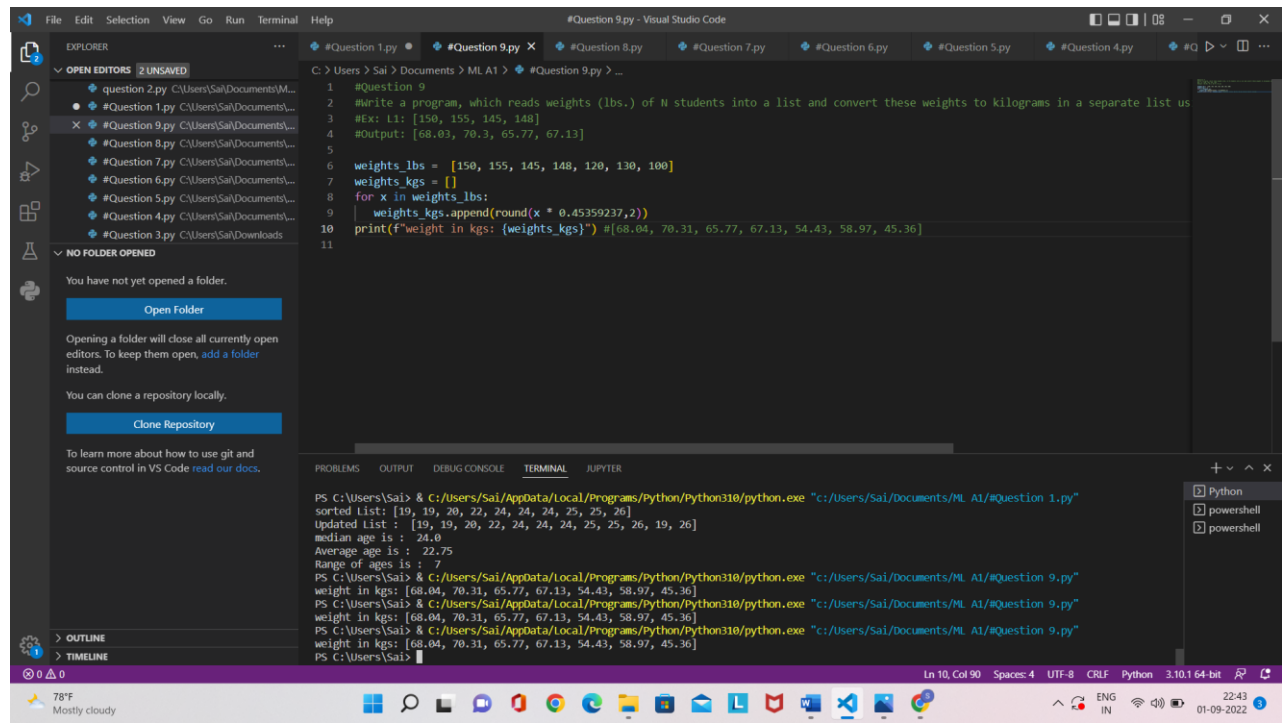 File Edit Selection View Go Run Terminal Help
#Question 9.py - Visual Studio Code
EXPLORER
#Question 1.py
#Question 9.py
#Question 8.py
#Question 7.py
#Question 6.py
#Question 5.py
#Question 4.py
#Q
OPEN EDITORS 2 UNSAVED
question 2.py C:\Users\Sai\Documents\M...
#Question 1.py C:\Users\Sai\Documents\...
#Question 9.py C:\Users\Sai\Documents\...
#Question 8.py C:\Users\Sai\Documents\...
#Question 7.py C:\Users\Sai\Documents\...
#Question 6.py C:\Users\Sai\Documents\...
#Question 5.py C:\Users\Sai\Documents\...
#Question 4.py C:\Users\Sai\Documents\...
#Question 3.py C:\Users\Sai\Downloads
NO FOLDER OPENED
You have not yet opened a folder.
Open Folder
Opening a folder will close all currently open
editors. To keep them open, add a folder
instead.
You can clone a repository locally.
Clone Repository
To learn more about how to use git and
source control in VS Code read our docs.
OUTLINE
TIMELINE
C: > Users > Sai > Documents > ML A1 > #Question 9.py > ...
1 #Question 9
2 #Write a program, which reads weights (lbs.) of N students into a list and convert these weights to kilograms in a separate list us
3 #Ex: L1: [150, 155, 145, 148]
4 #Output: [68.03, 70.3, 65.77, 67.13]
5
6 weights_lbs =  [150, 155, 145, 148, 120, 130, 100]
7 weights_kgs = []
8 for x in weights_lbs:
9    weights_kgs.append(round(x * 0.45359237,2))
10 print(f"weight in kgs: {weights_kgs}") #[68.04, 70.31, 65.77, 67.13, 54.43, 58.97, 45.36]
11
PROBLEMS OUTPUT DEBUG CONSOLE TERMINAL JUPYTER
PS C:\Users\Sai> & C:/Users/Sai/AppData/Local/Programs/Python/Python310/python.exe "c:/Users/Sai/Documents/ML A1/#Question 1.py"
sorted List: [19, 19, 20, 22, 24, 24, 24, 25, 25, 26]
Updated List :  [19, 19, 20, 22, 24, 24, 24, 25, 25, 26, 19, 26]
median age is :  24.0
Average age is :  22.75
Range of ages is :  7
PS C:\Users\Sai> & C:/Users/Sai/AppData/Local/Programs/Python/Python310/python.exe "c:/Users/Sai/Documents/ML A1/#Question 9.py"
weight in kgs: [68.04, 70.31, 65.77, 67.13, 54.43, 58.97, 45.36]
PS C:\Users\Sai> & C:/Users/Sai/AppData/Local/Programs/Python/Python310/python.exe "c:/Users/Sai/Documents/ML A1/#Question 9.py"
weight in kgs: [68.04, 70.31, 65.77, 67.13, 54.43, 58.97, 45.36]
PS C:\Users\Sai> & C:/Users/Sai/AppData/Local/Programs/Python/Python310/python.exe "c:/Users/Sai/Documents/ML A1/#Question 9.py"
weight in kgs: [68.04, 70.31, 65.77, 67.13, 54.43, 58.97, 45.36]
PS C:\Users\Sai>
Python
powershell
powershell
0 0
Ln 10, Col 90 Spaces: 4 UTF-8 CRLF Python 3.10.1 64-bit
78°F
Mostly cloudy
ENG
IN
22:43
01-09-2022
3